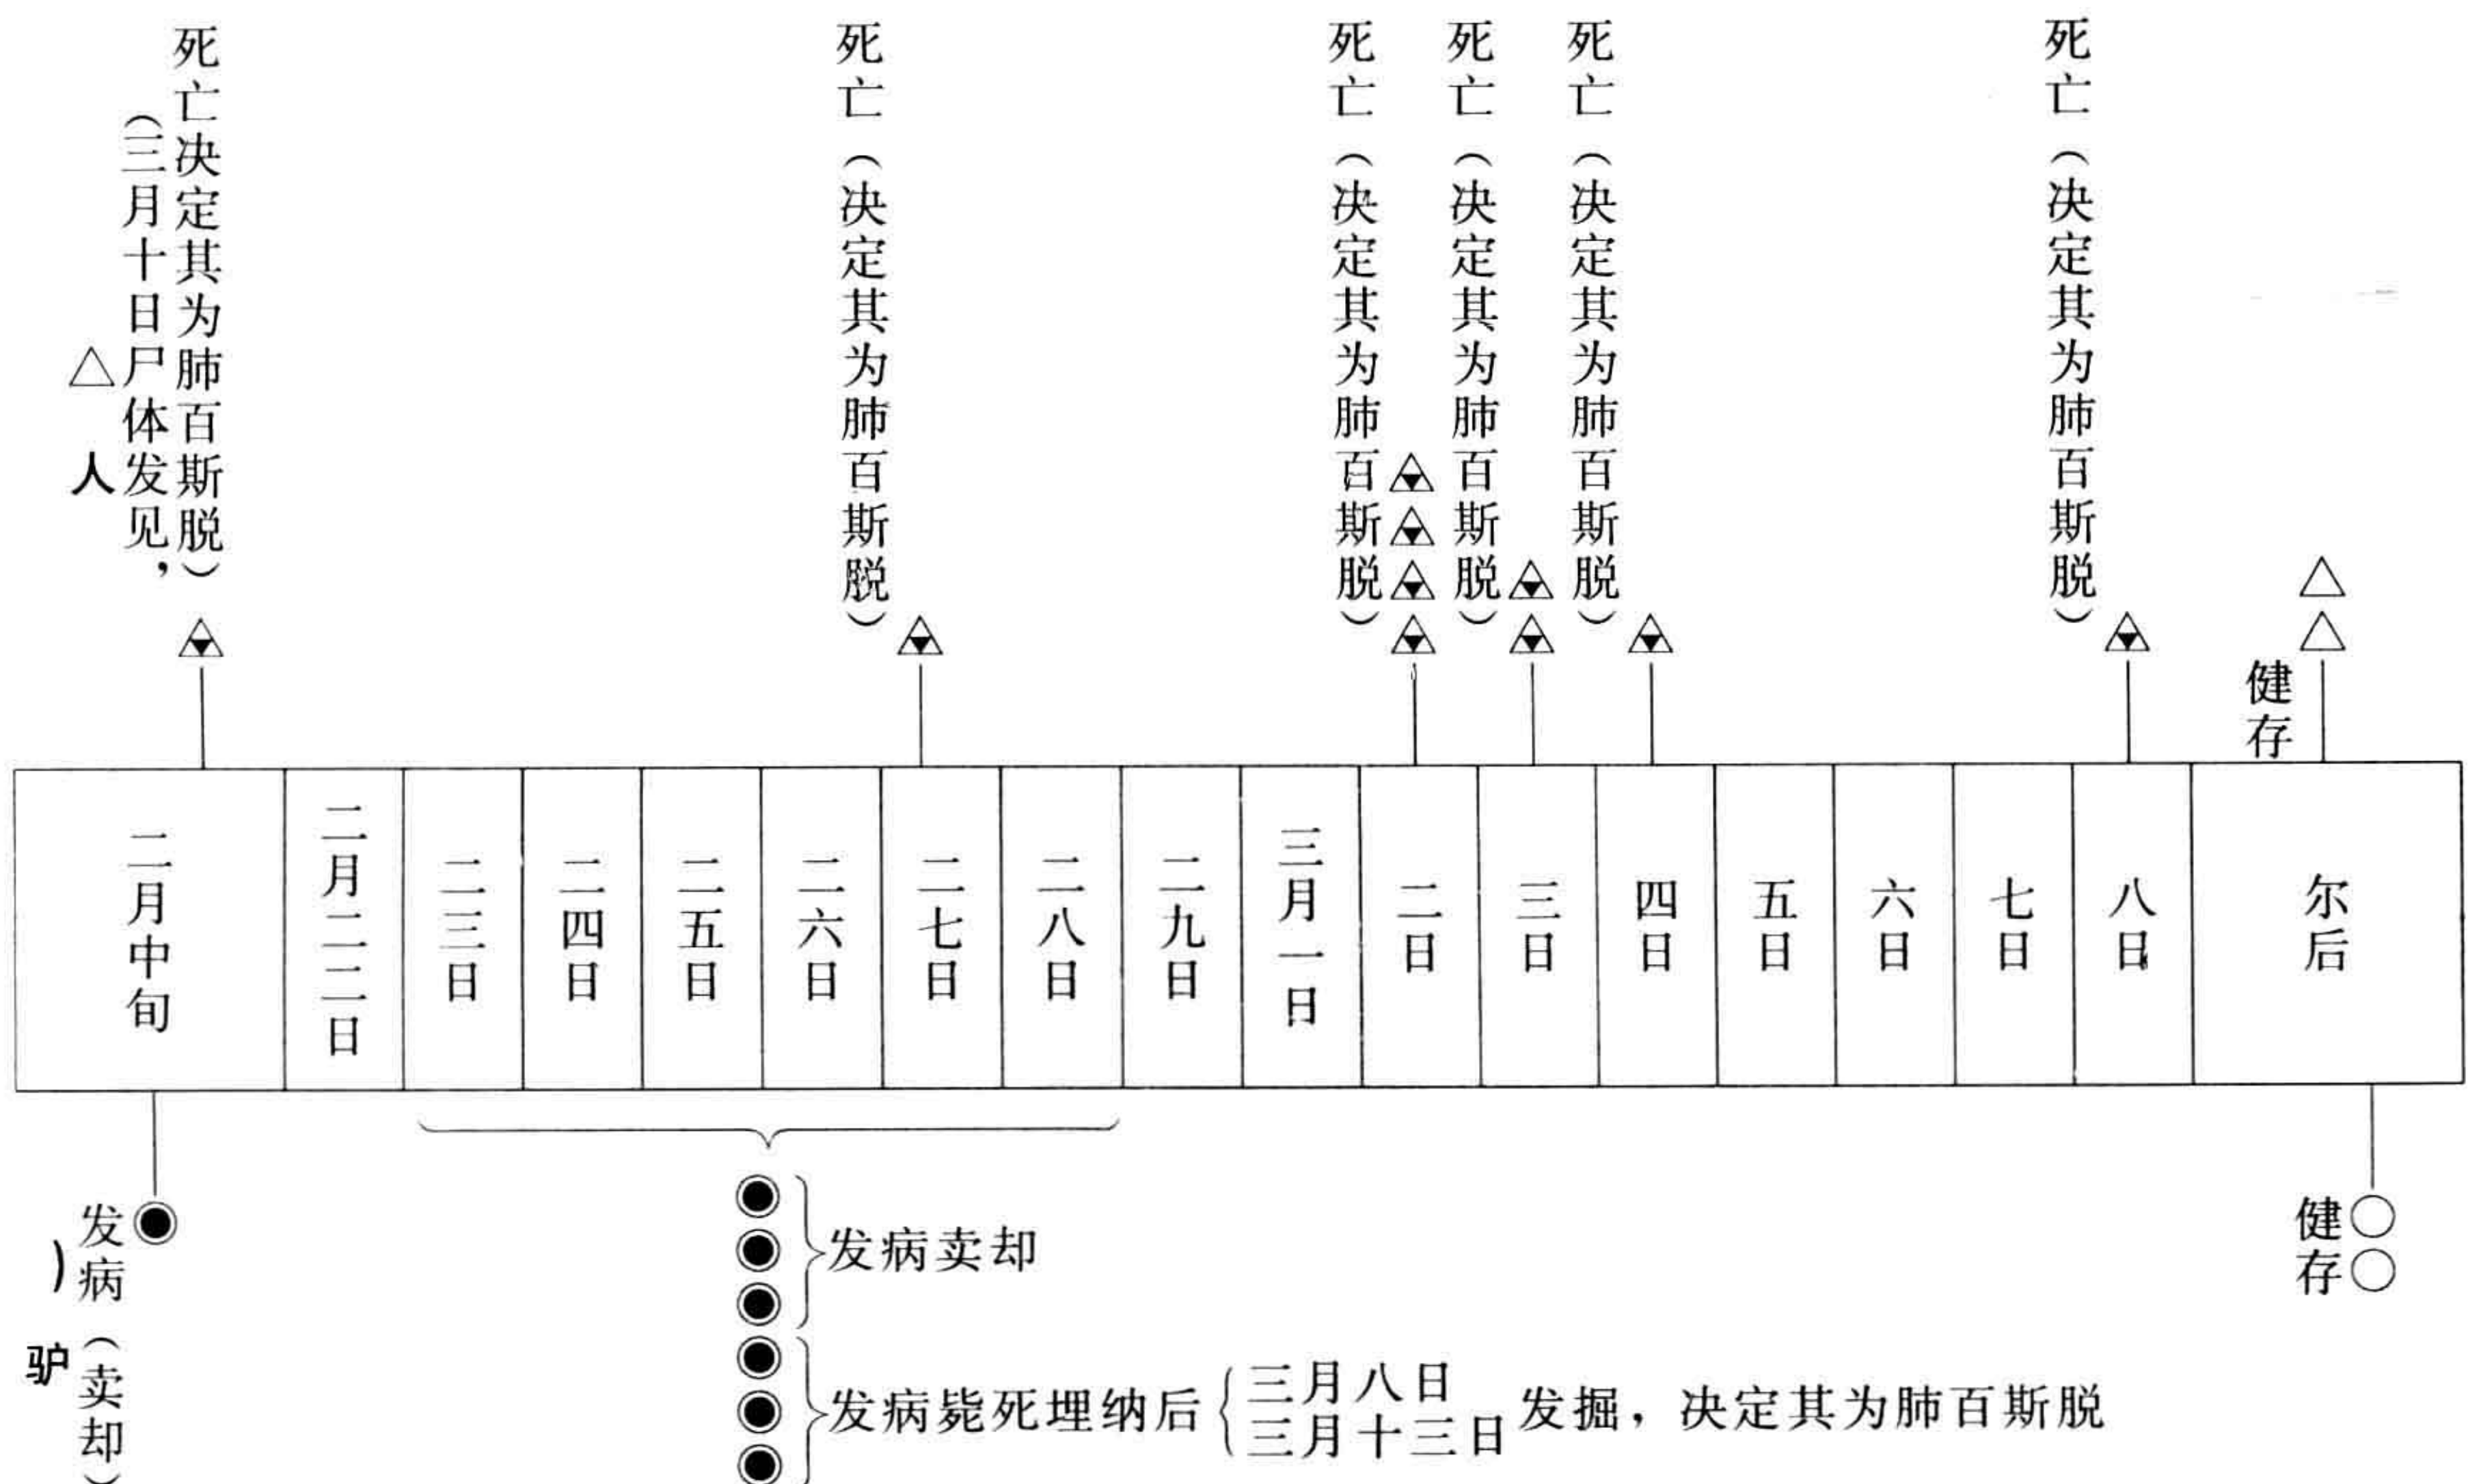 死亡决定其为肺百斯脱）
（三月十日尸体发见，
△ 人
死亡（决定其为肺百斯脱）
死亡（决定其为肺百斯脱）
死亡（决定其为肺百斯脱）
死亡（决定其为肺百斯脱）
死亡（决定其为肺百斯脱）
健存
二月中旬
二月二二日
二三日
二四日
二五日
二六日
二七日
二八日
二九日
三月一日
二日
三日
四日
五日
六日
七日
八日
尔后
发病（卖却）
） 驴
发病卖却
发病毙死埋纳后
三月八日
三月十三日
发掘，决定其为肺百斯脱
健存